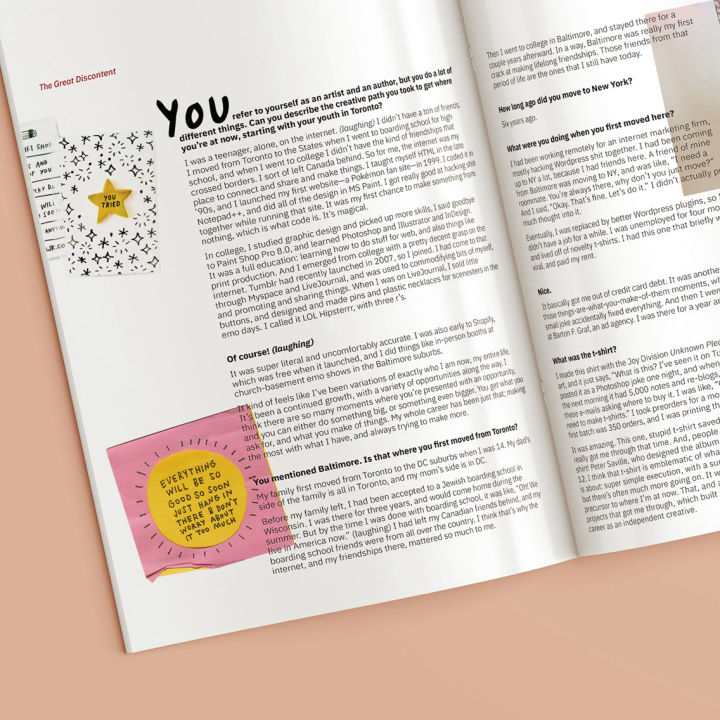 The Great Discontent
YOU refer to yourself as an artist and an author, but you do a lot of
different things. Can you describe the creative path you took to get where
you're at now, starting with your youth in Toronto?
I was a teenager, alone, on the internet. (laughing) I didn't have a ton of friends.
I moved from Toronto to the States when I went to boarding school for high
school, and when I went to college I didn't have the kind of friendships that
crossed borders. I sort of left Canada behind. So for me, the internet was my
place to connect and share and make things. I taught myself HTML in the late
'90s, and I launched my first website—a Pokémon fan site—in 1999. I coded it in
Notepad++, and did all of the design in MS Paint. I got really good at hacking shit
together while running that site. It was my first chance to make something from
nothing, which is what code is. It's magical.
In college, I studied graphic design and picked up more skills. I said goodbye
to Paint Shop Pro 8.0, and learned Photoshop and Illustrator and InDesign.
It was a full education: learning how to do stuff for web, and also things like
print production. And I emerged from college with a pretty decent grasp on the
internet. Tumblr had recently launched in 2007, so I joined. I had come to that
through Myspace and LiveJournal, and was used to commodifying bits of myself,
and promoting and sharing things. When I was on LiveJournal, I sold little
buttons, and designed and made pins and plastic necklaces for scenesters in the
emo days. I called it LOL Hipsterrr, with three r's.
Of course! (laughing)
It was super literal and uncomfortably accurate. I was also early to Shopify,
which was free when it launched, and I did things like in-person booths at
church-basement emo shows in the Baltimore suburbs.
It kind of feels like I've been variations of exactly who I am now, my entire life.
It's been a continued growth, with a variety of opportunities along the way. I
think there are so many moments where you're presented with an opportunity,
and you can either do something big, or something even bigger. You get what you
ask for, and what you make of things. My whole career has been just that; making
the most with what I have, and always trying to make more.
You mentioned Baltimore. Is that where you first moved from Toronto?
My family first moved from Toronto to the DC suburbs when I was 14. My dad's
side of the family is all in Toronto, and my mom's side is in DC.
Before my family left, I had been accepted to a Jewish boarding school in
Wisconsin. I was there for three years, and would come home during the
summer. But by the time I was done with boarding school, it was like, "Oh! We
live in America now." (laughing) I had left my Canadian friends behind, and my
boarding school friends were from all over the country. I think that's why the
internet, and my friendships there, mattered so much to me.
YOU
TRIED
EVERYTHING
WILL BE SO
GOOD SO SOON
JUST HANG IN
THERE & DON'T
WORRY ABOUT
IT TOO MUCH
Then I went to college in Baltimore, and stayed there for a
couple years afterward. In a way, Baltimore was really my first
crack at making lifelong friendships. Those friends from that
period of life are the ones that I still have today.
How long ago did you move to New York?
Six years ago.
What were you doing when you first moved here?
I had been working remotely for an internet marketing firm,
mostly hacking Wordpress shit together. I had been coming
up to NY a lot, because I had friends here. A friend of mine
from Baltimore was moving to NY, and was like, "I need a
roommate. You're always there, why don't you just move?"
And I said, "Okay. That's fine. Let's do it." I didn't actually
much thought into it.
Eventually, I was replaced by better Wordpress plugins, so
didn't have a job for a while. I was unemployed for
and lived off of novelty t-shirts. I had this one that briefly
viral, and paid my rent.
Nice.
It basically got me out of credit card debt. It was another
those things-are-what-you-make-of-them moments,
small joke accidentally fixed everything. And then I went
at Barton F. Graf, an ad agency. I was there for a year
What was the t-shirt?
I made this shirt with the Joy Division Unknown
art, and it just says, "What is this? I've seen it on
posted it as a Photoshop joke one night, and when
the next morning it had 5,000 notes and re-blogs,
these e-mails asking where to buy it. I was like,
need to make t-shirts." I took preorders for a
first batch was 350 orders, and I was printing
It was amazing. This one, stupid t-shirt saved
really got me through that time. And, people
shirt! Peter Saville, who designed the album
12. I think that t-shirt is emblematic of what
is about: super simple execution, with a
but there's often much more going on. It
precursor to where I'm at now. That, and
projects that got me through, which built
career as an independent creative.